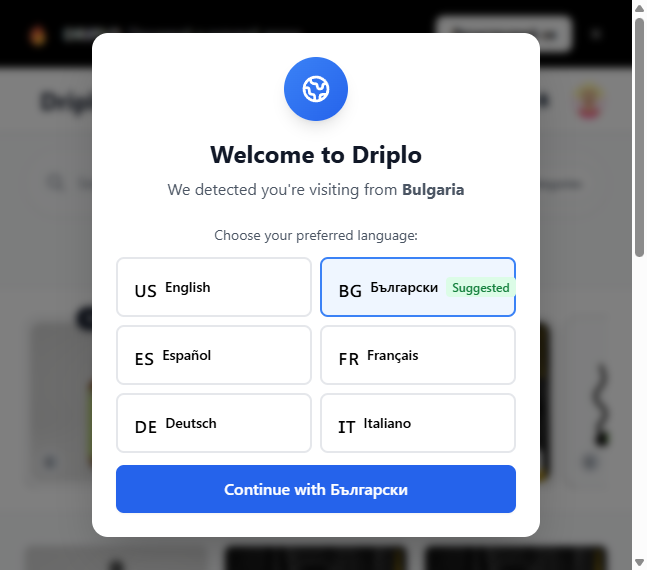 Welcome to Driplo
We detected you're visiting from Bulgaria
Choose your preferred language:
US English
BG Български Suggested
ES Español
FR Français
DE Deutsch
IT Italiano
Continue with Български